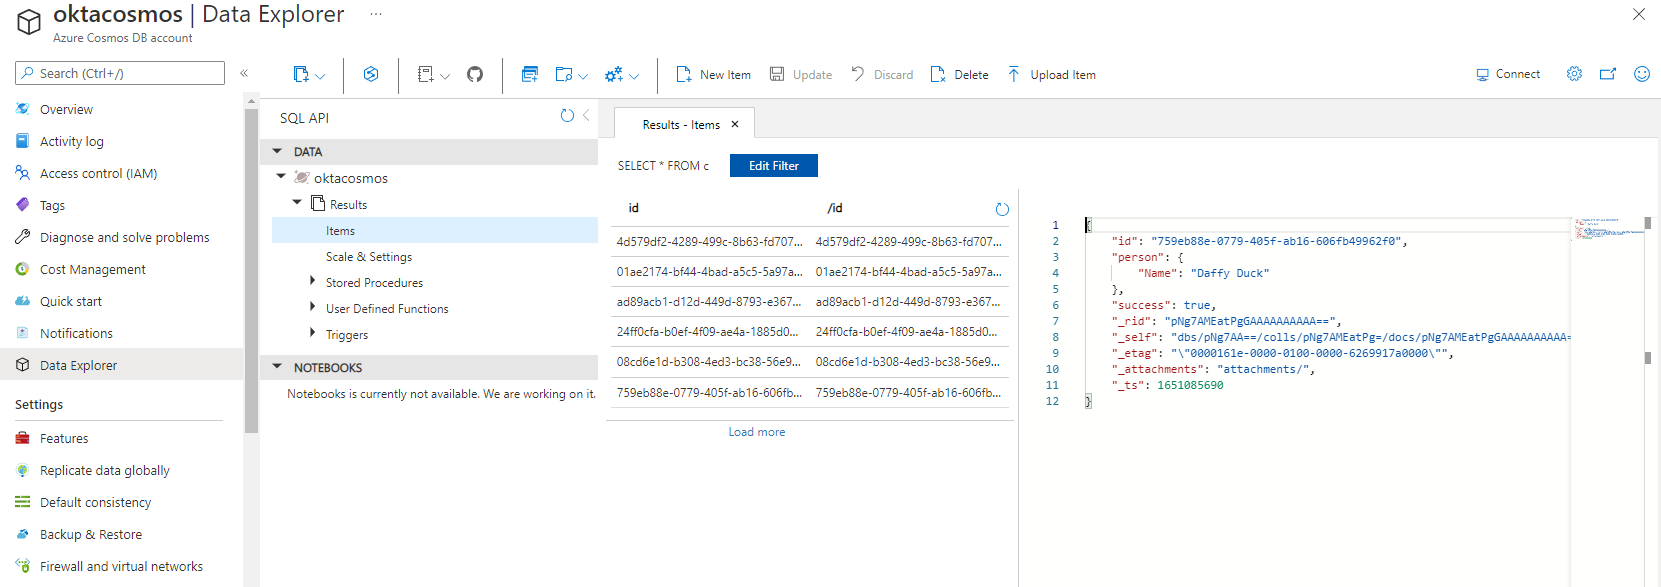 oktacosmos | Data Explorer ...
Azure Cosmos DB account
Search (Ctrl+/)
«
Overview
Activity log
Access control (IAM)
Tags
Diagnose and solve problems
Cost Management
Quick start
Notifications
Data Explorer
Settings
Features
Replicate data globally
Default consistency
Backup & Restore
Firewall and virtual networks
New Item
Update
Discard
Delete
Upload Item
Connect
SQL API
DATA
oktacosmos
Results
Items
Scale & Settings
Stored Procedures
User Defined Functions
Triggers
NOTEBOOKS
Notebooks is currently not available. We are working on it.
Results - Items
SELECT * FROM c Edit Filter
id /id
4d579df2-4289-499c-8b63-fd707... 4d579df2-4289-499c-8b63-fd707...
01ae2174-bf44-4bad-a5c5-5a97a... 01ae2174-bf44-4bad-a5c5-5a97a...
ad89acb1-d12d-449d-8793-e367... ad89acb1-d12d-449d-8793-e367...
24ff0cfa-b0ef-4f09-ae4a-1885d0... 24ff0cfa-b0ef-4f09-ae4a-1885d0...
08cd6e1d-b308-4ed3-bc38-56e9... 08cd6e1d-b308-4ed3-bc38-56e9...
759eb88e-0779-405f-ab16-606fb... 759eb88e-0779-405f-ab16-606fb...
Load more
1 {
2 "id": "759eb88e-0779-405f-ab16-606fb49962f0",
3 "person": {
4 "Name": "Daffy Duck"
5 },
6 "success": true,
7 "_rid": "pNg7AMEatPgGAAAAAAAAAA==",
8 "_self": "dbs/pNg7AA==/colls/pNg7AMEatPg=/docs/pNg7AMEatPgGAAAAAAAAAA=
9 "_etag": "\"0000161e-0000-0100-0000-6269917a0000\"",
10 "_attachments": "attachments/",
11 "_ts": 1651085690
12 }